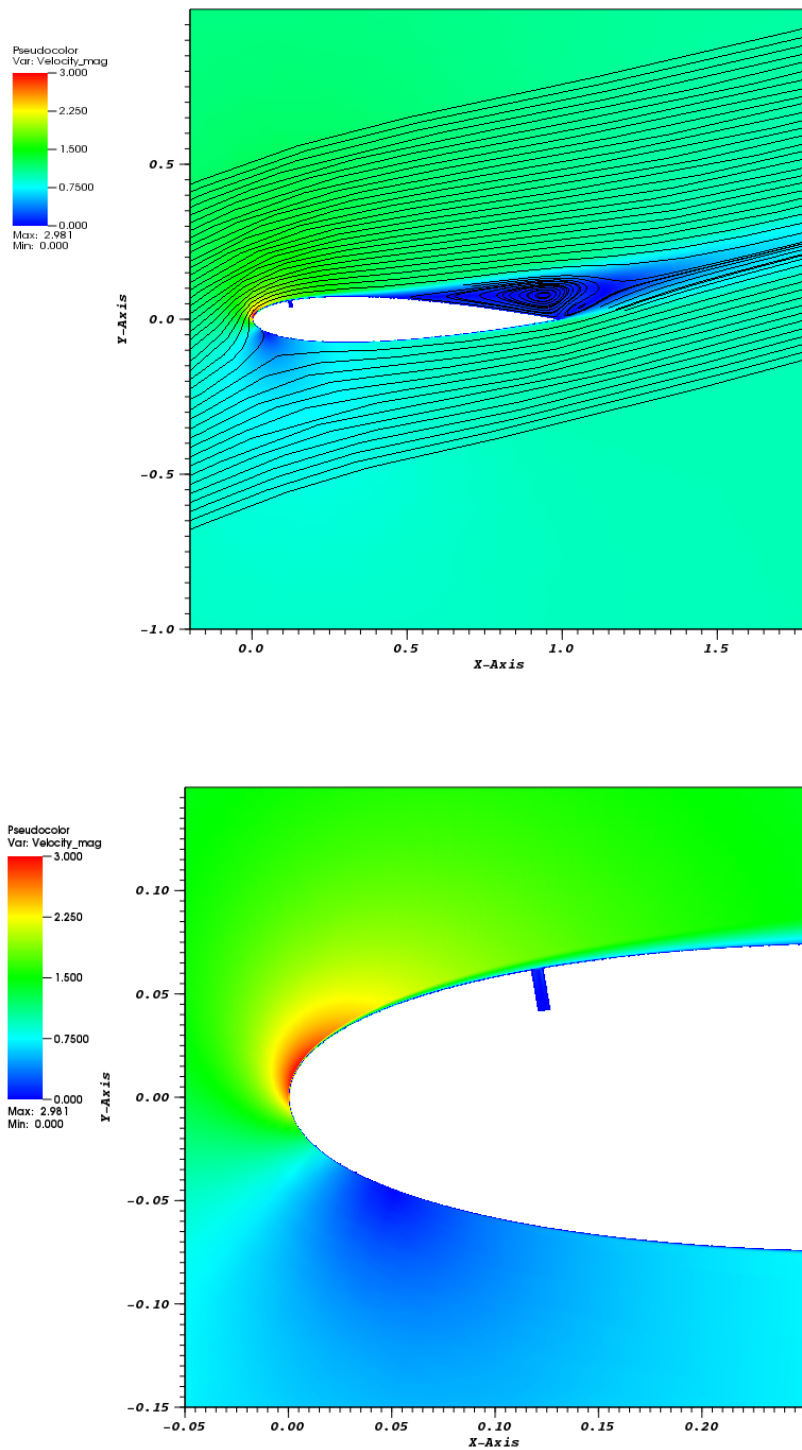 Pseudocolor
Var: Velocity_mag
3.000
2.250
1.500
0.7500
0.000
Max: 2.981
Min: 0.000
0.5
0.0
-0.5
-1.0
Y-Axis
0.0
0.5
1.0
1.5
X-Axis
Pseudocolor
Var: Velocity_mag
3.000
2.250
1.500
0.7500
0.000
Max: 2.981
Min: 0.000
0.10
0.05
0.00
-0.05
-0.10
-0.15
Y-Axis
-0.05
0.00
0.05
0.10
0.15
0.20
X-Axis